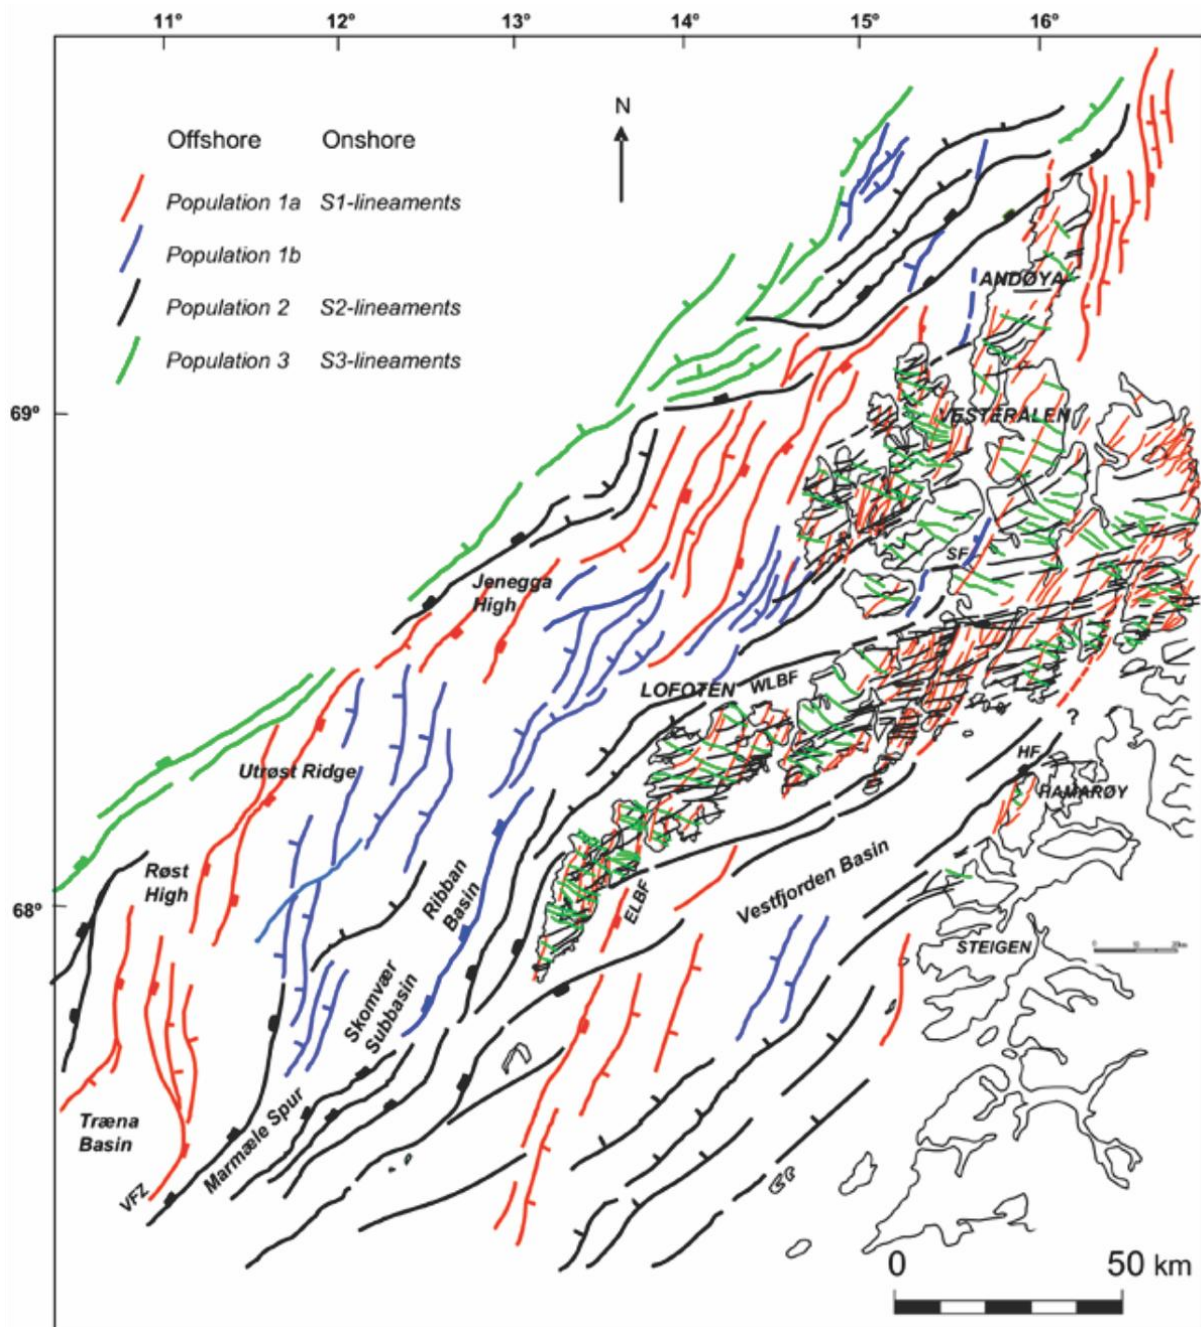 11° 12° 13° 14° 15° 16°
N
Offshore Onshore
Population 1a S1-lineaments
Population 1b
Population 2 S2-lineaments
Population 3 S3-lineaments
ANDØYA
69°
VESTERÅLEN
SF
Jenegga
High
LOFOTEN WLBF
?
HF
Utrøst Ridge
HAMARØY
Røst
High
Ribban
Basin
ELBF
Vestfjorden Basin
68°
STEIGEN
Skomvær
Subbasin
Træna
Basin
Marmæle Spur
VFZ
0 50 km